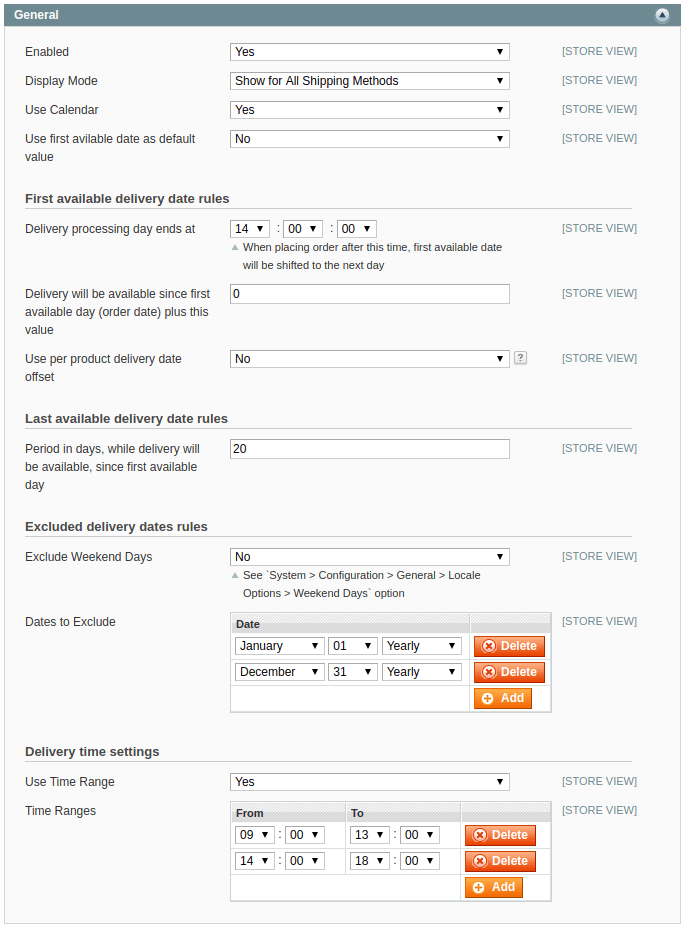 General
Enabled Yes [STORE VIEW]
Display Mode Show for All Shipping Methods [STORE VIEW]
Use Calendar Yes [STORE VIEW]
Use first avilable date as default No [STORE VIEW]
value
First available delivery date rules
Delivery processing day ends at 14 : 00 : 00 [STORE VIEW]
When placing order after this time, first available date
will be shifted to the next day
Delivery will be available since first 0 [STORE VIEW]
available day (order date) plus this
value
Use per product delivery date No ? [STORE VIEW]
offset
Last available delivery date rules
Period in days, while delivery will 20 [STORE VIEW]
be available, since first available
day
Excluded delivery dates rules
Exclude Weekend Days No [STORE VIEW]
See `System > Configuration > General > Locale
Options > Weekend Days` option
Dates to Exclude Date [STORE VIEW]
January 01 Yearly Delete
December 31 Yearly Delete
Add
Delivery time settings
Use Time Range Yes [STORE VIEW]
Time Ranges From To [STORE VIEW]
09 : 00 13 : 00 Delete
14 : 00 18 : 00 Delete
Add